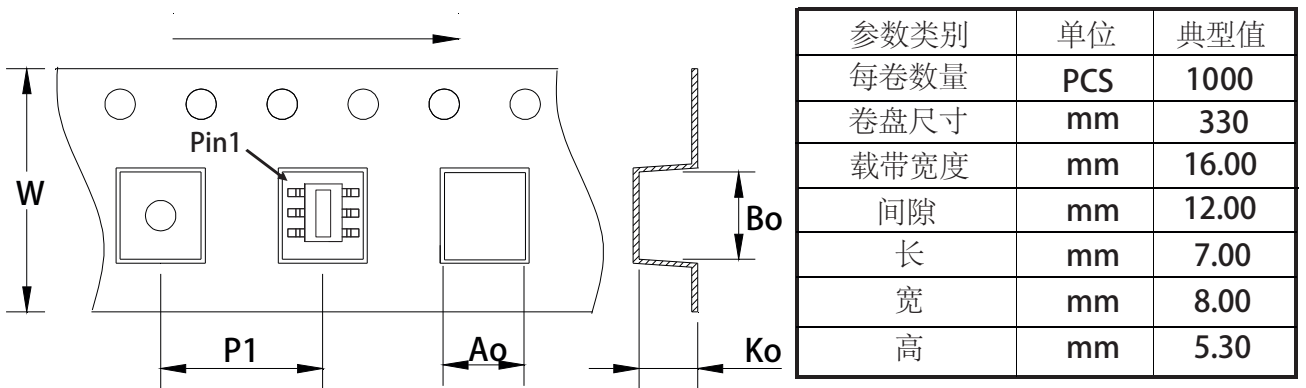 Pin1
W
P1
Ao
Bo
Ko
参数类别 单位 典型值
每卷数量 PCS 1000
卷盘尺寸 mm 330
载带宽度 mm 16.00
间隙 mm 12.00
长 mm 7.00
宽 mm 8.00
高 mm 5.30